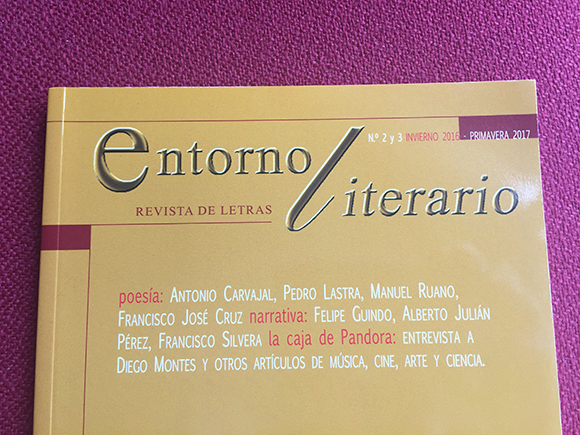 N.º 2 y 3 INVIERNO 2016 - PRIMAVERA 2017
entorno
literario
REVISTA DE LETRAS
poesía: ANTONIO CARVAJAL, PEDRO LASTRA, MANUEL RUANO,
FRANCISCO JOSÉ CRUZ narrativa: FELIPE GUINDO, ALBERTO JULIÁN
PÉREZ, FRANCISCO SILVERA la caja de Pandora: ENTREVISTA A
DIEGO MONTES Y OTROS ARTÍCULOS DE MÚSICA, CINE, ARTE Y CIENCIA.